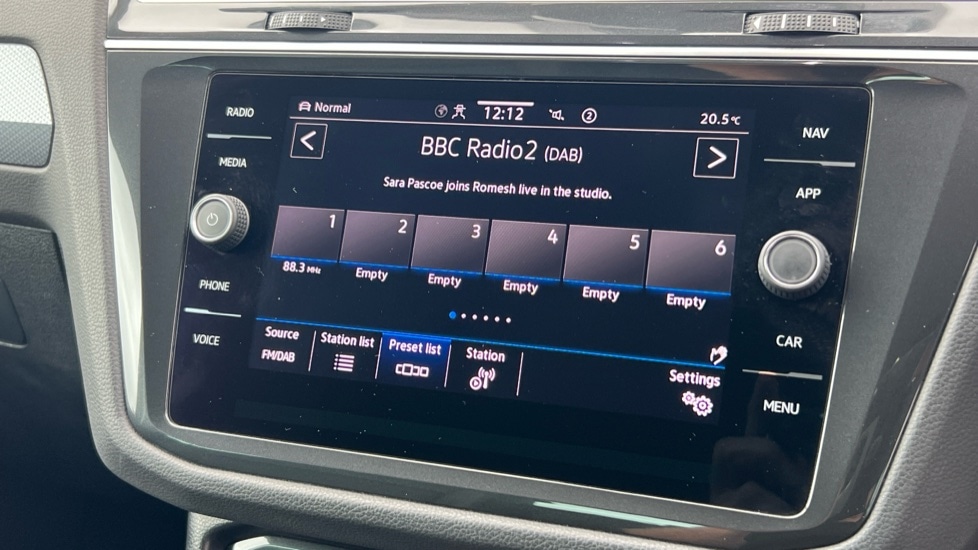 RADIO
MEDIA
PHONE
VOICE
Normal
12:12
2
20.5°C
<
BBC Radio2 (DAB)
>
Sara Pascoe joins Romesh live in the studio.
1 2 3 4 5 6
88.3 MHz Empty Empty Empty Empty Empty
Source Station list Preset list Station
FM/DAB
Settings
NAV
APP
CAR
MENU